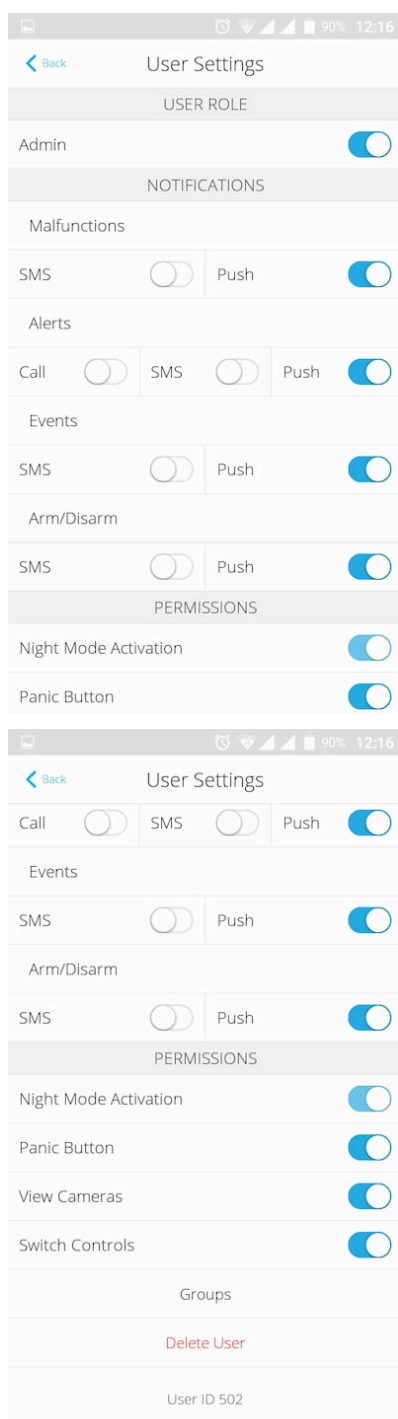 90% 12:16
Back User Settings
USER ROLE
Admin
NOTIFICATIONS
Malfunctions
SMS Push
Alerts
Call SMS Push
Events
SMS Push
Arm/Disarm
SMS Push
PERMISSIONS
Night Mode Activation
Panic Button
90% 12:16
Back User Settings
Call SMS Push
Events
SMS Push
Arm/Disarm
SMS Push
PERMISSIONS
Night Mode Activation
Panic Button
View Cameras
Switch Controls
Groups
Delete User
User ID 502